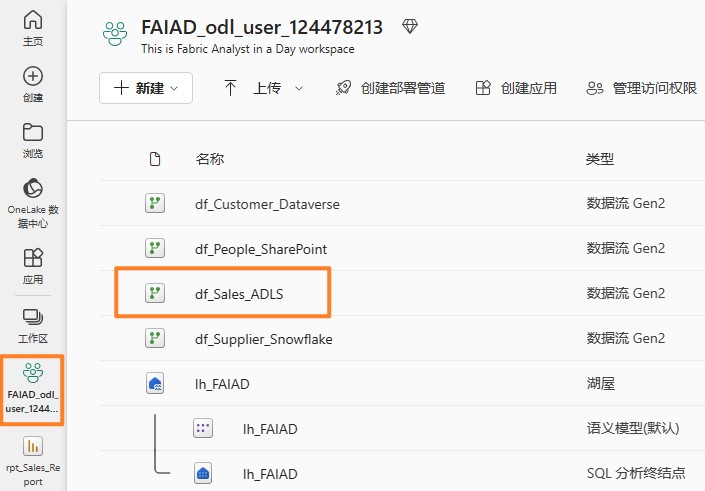 主页
创建
浏览
OneLake 数
据中心
应用
工作区
FAIAD_odl_
user_1244...
rpt_Sales_Re
port
FAIAD_odl_user_124478213
This is Fabric Analyst in a Day workspace
新建
上传
创建部署管道
创建应用
管理访问权限
名称 类型
df_Customer_Dataverse 数据流 Gen2
df_People_SharePoint 数据流 Gen2
df_Sales_ADLS 数据流 Gen2
df_Supplier_Snowflake 数据流 Gen2
lh_FAIAD 湖屋
lh_FAIAD 语义模型(默认)
lh_FAIAD SQL 分析终结点